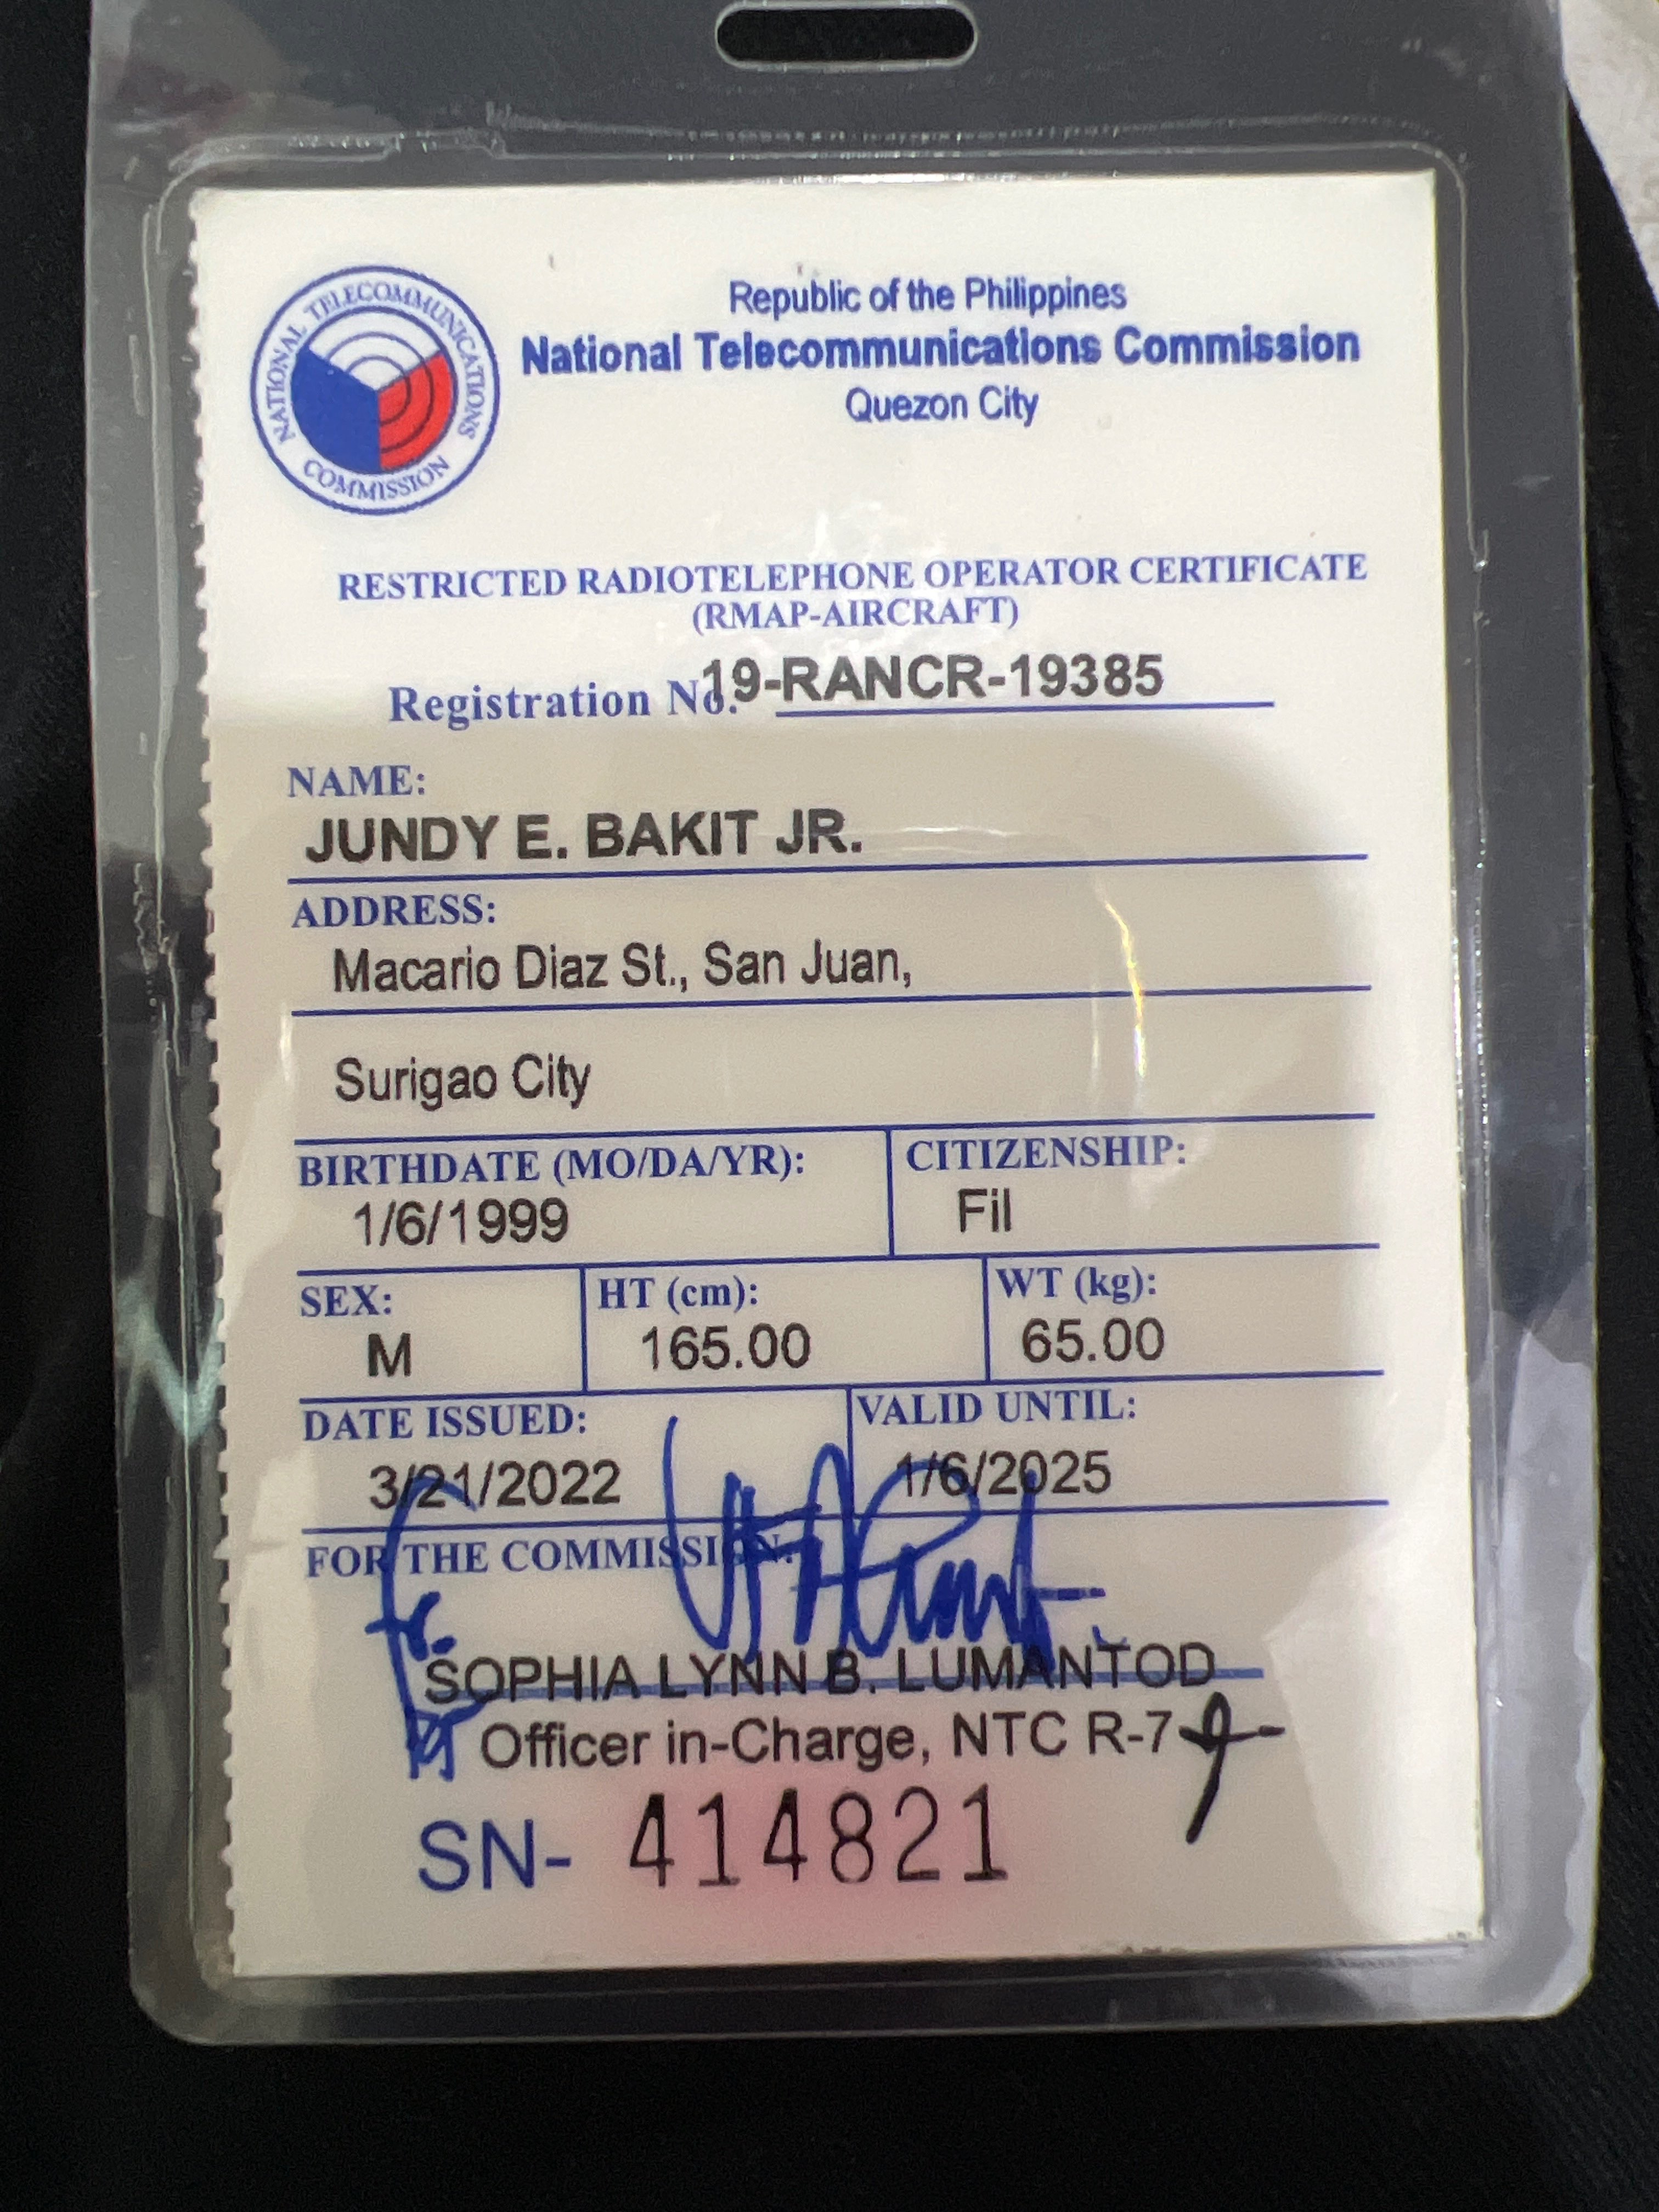 NATIONAL TELECOMMUNICATIONS COMMISSION
Republic of the Philippines
National Telecommunications Commission
Quezon City
RESTRICTED RADIOTELEPHONE OPERATOR CERTIFICATE
(RMAP-AIRCRAFT)
Registration No. 19-RANCR-19385
NAME:
JUNDY E. BAKIT JR.
ADDRESS:
Macario Diaz St., San Juan,
Surigao City
BIRTHDATE (MO/DA/YR): CITIZENSHIP:
1/6/1999 Fil
SEX: HT (cm): WT (kg):
M 165.00 65.00
DATE ISSUED: VALID UNTIL:
3/21/2022 1/6/2025
FOR THE COMMISSION:
fr.
SOPHIA LYNN B. LUMANTOD
Officer in-Charge, NTC R-7
SN- 414821